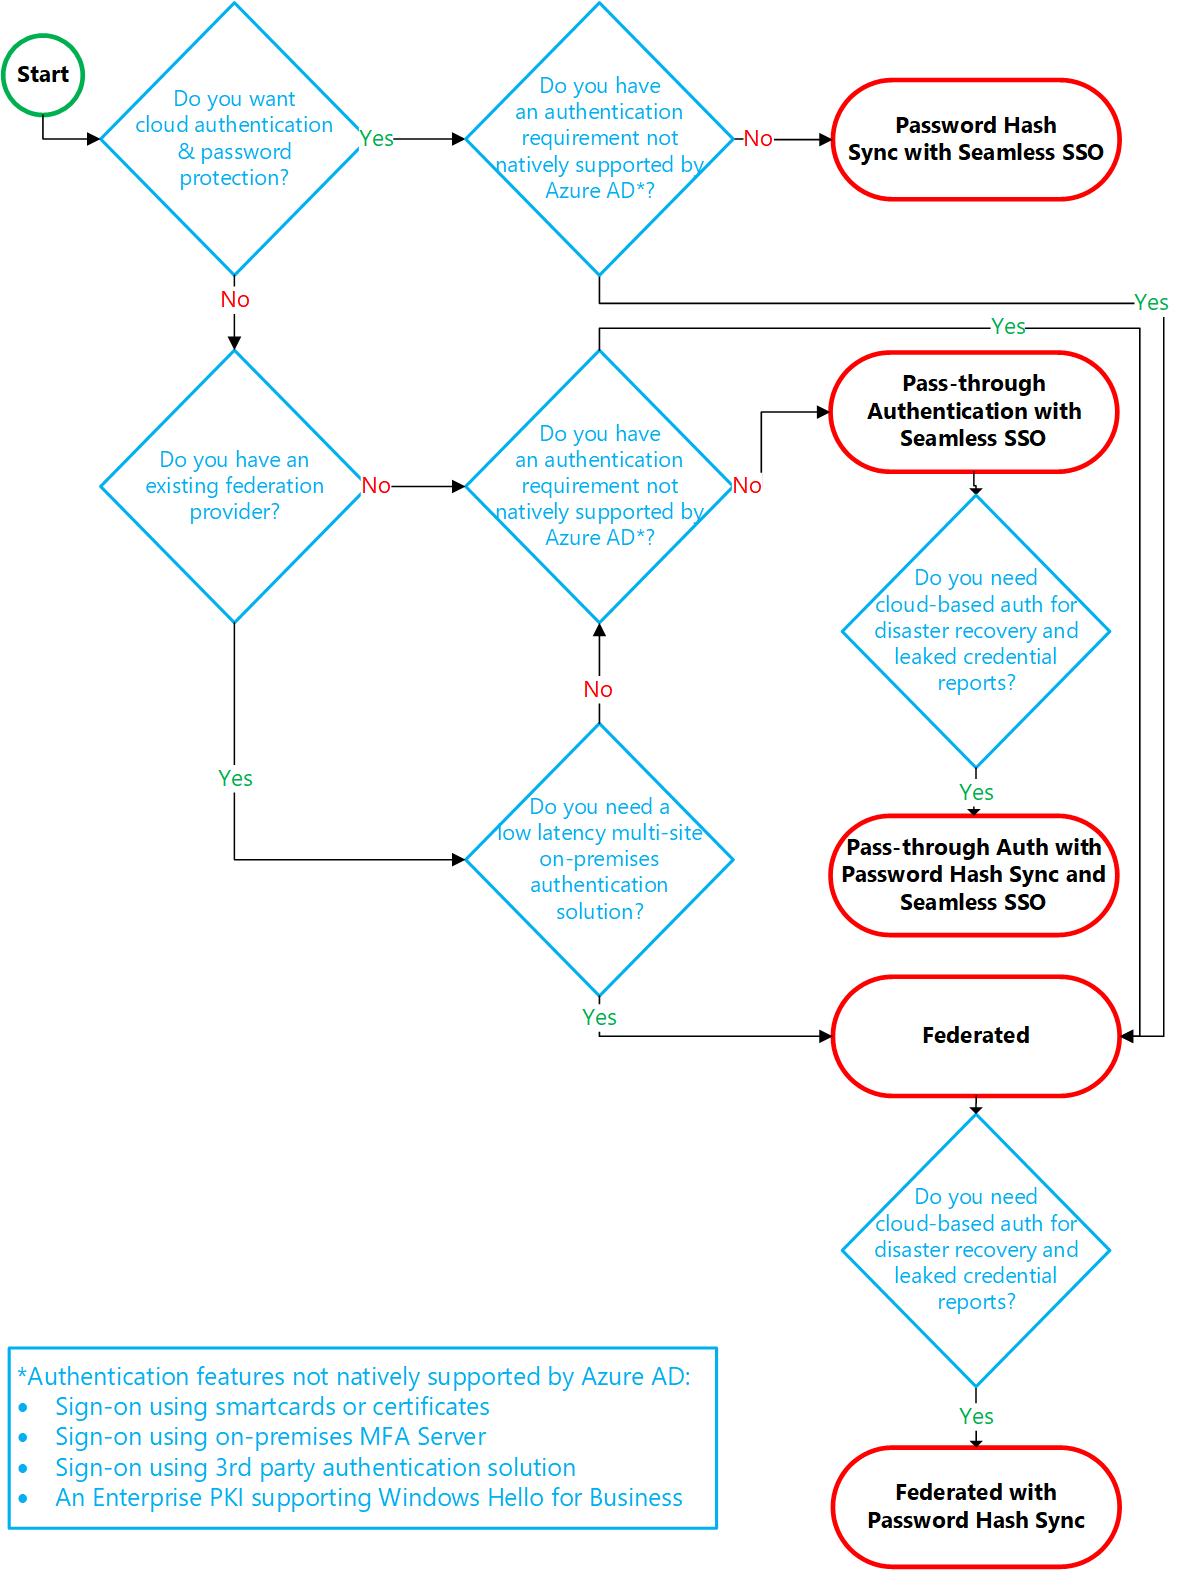 Start
Do you want
cloud authentication
& password
protection?
Yes
Do you have
an authentication
requirement not
natively supported by
Azure AD*?
No
Password Hash
Sync with Seamless SSO
Yes
No
Do you have an
existing federation
provider?
No
Do you have
an authentication
requirement not
natively supported by
Azure AD*?
Yes
No
Pass-through
Authentication with
Seamless SSO
Do you need
cloud-based auth for
disaster recovery and
leaked credential
reports?
Yes
Pass-through Auth with
Password Hash Sync and
Seamless SSO
Yes
No
Do you need a
low latency multi-site
on-premises
authentication
solution?
Yes
Federated
Do you need
cloud-based auth for
disaster recovery and
leaked credential
reports?
Yes
Federated with
Password Hash Sync
*Authentication features not natively supported by Azure AD:
• Sign-on using smartcards or certificates
• Sign-on using on-premises MFA Server
• Sign-on using 3rd party authentication solution
• An Enterprise PKI supporting Windows Hello for Business